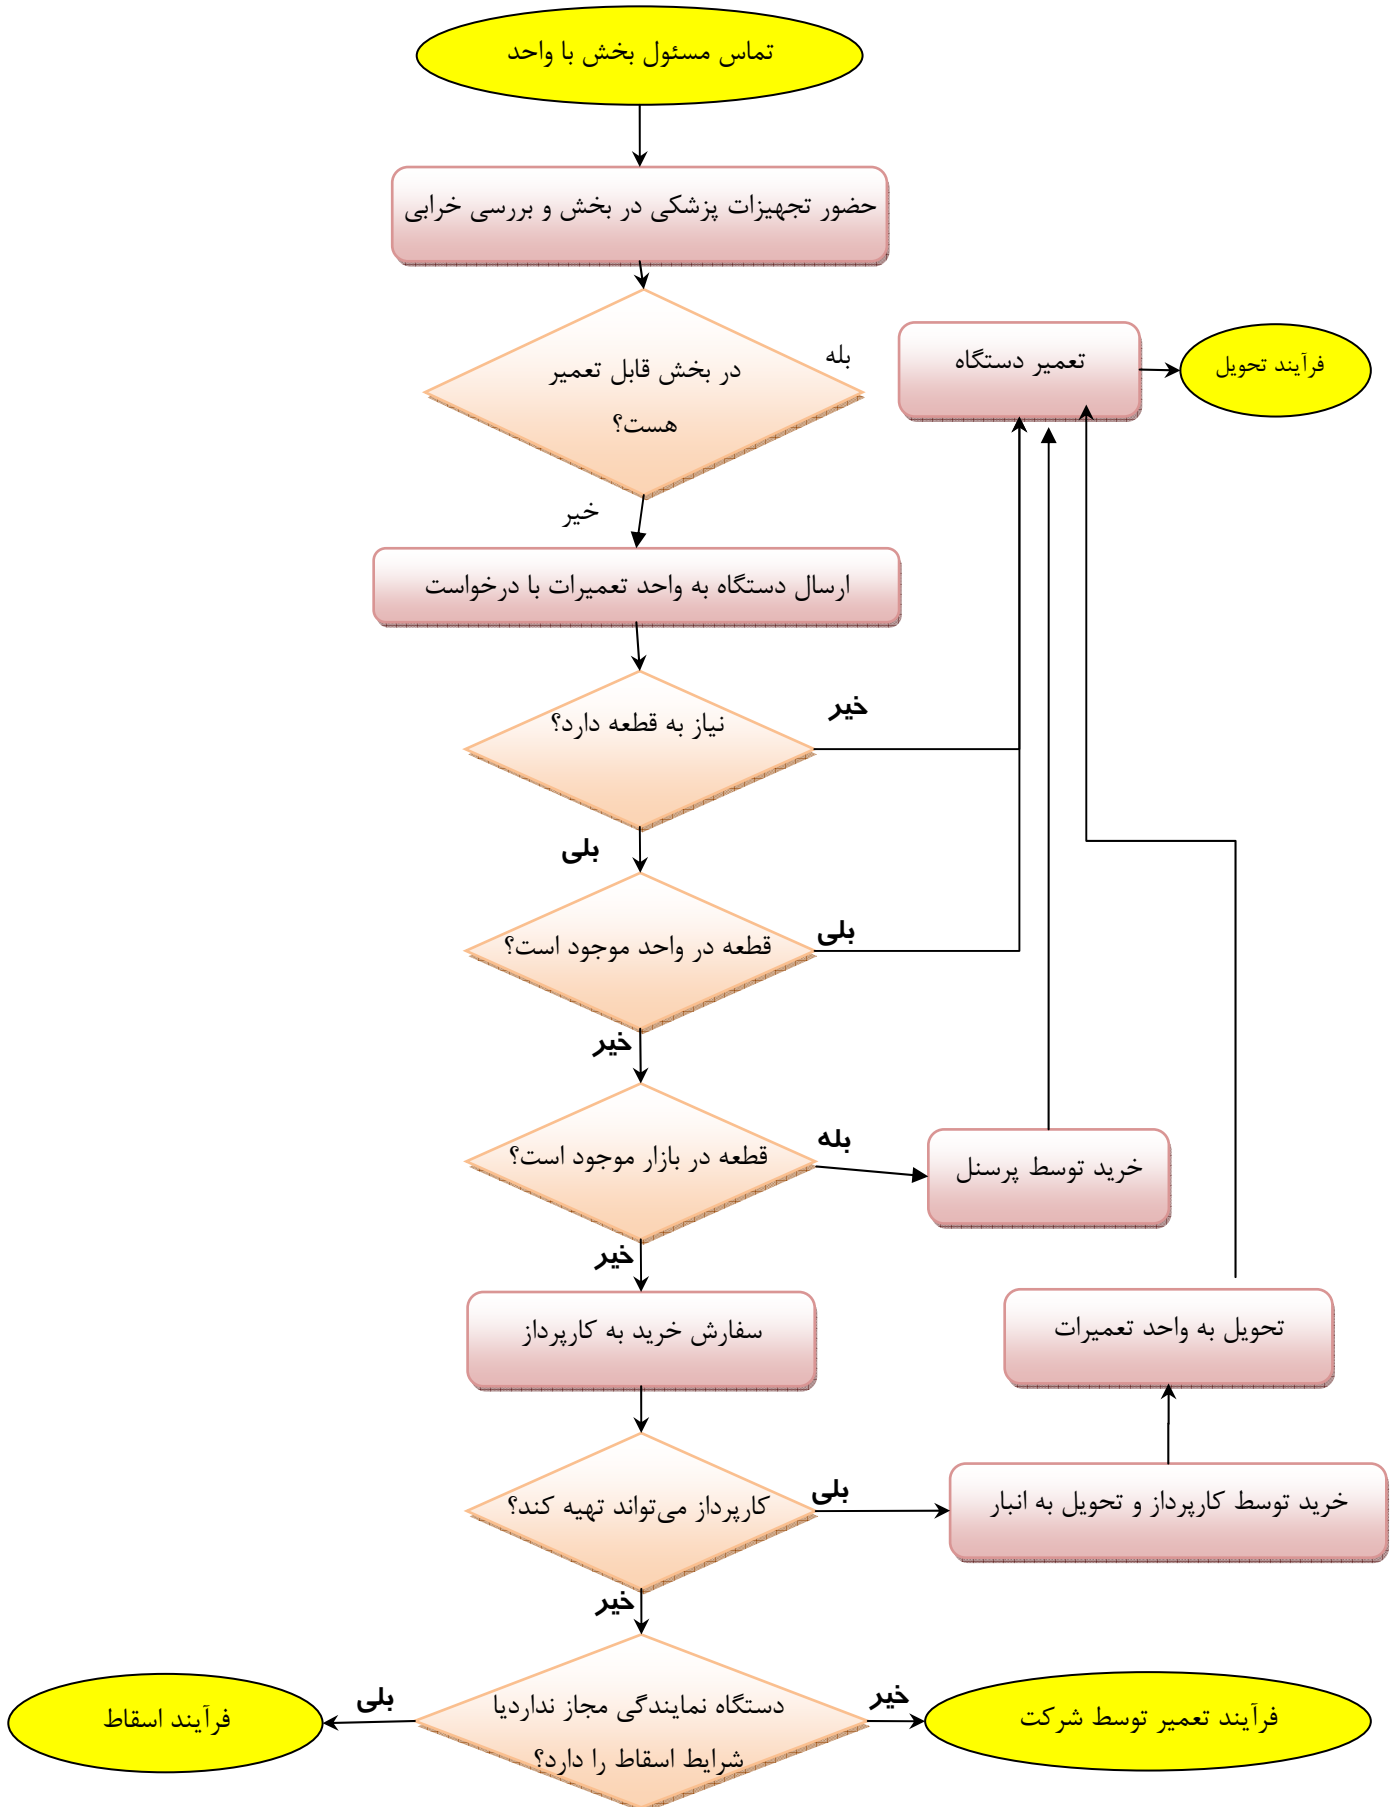 تماس مسئول بخش با واحد
حضور تجهیزات پزشکی در بخش و بررسی خرابی
در بخش قابل تعمیر
هست؟
بله
تعمیر دستگاه
فرآیند تحویل
خیر
ارسال دستگاه به واحد تعمیرات با درخواست
نیاز به قطعه دارد؟
خیر
بلی
قطعه در واحد موجود است؟
بلی
خیر
قطعه در بازار موجود است؟
بله
خرید توسط پرسنل
خیر
سفارش خرید به کارپرداز
تحویل به واحد تعمیرات
کارپرداز می‌تواند تهیه کند؟
بلی
خرید توسط کارپرداز و تحویل به انبار
خیر
دستگاه نمایندگی مجاز نداردیا
شرایط اسقاط را دارد؟
خیر
فرآیند تعمیر توسط شرکت
بلی
فرآیند اسقاط